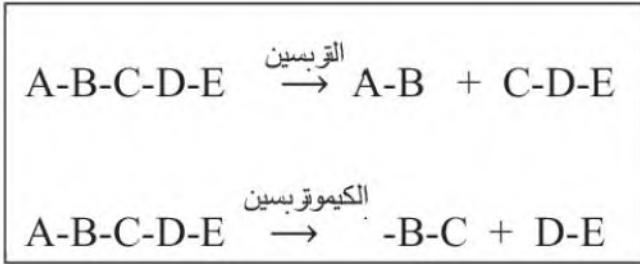 التربسين
A-B-C-D-E → A-B + C-D-E
الكيموتربسين
A-B-C-D-E → -B-C + D-E